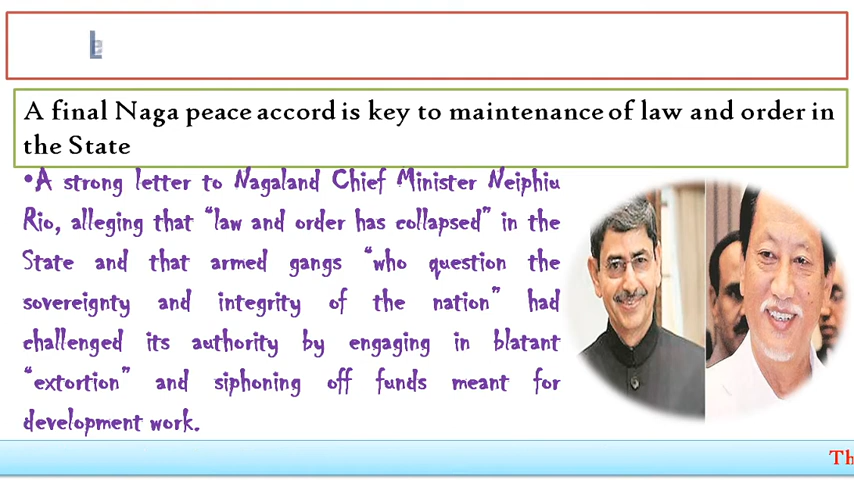 A final Naga peace accord is key to maintenance of law and order in
the State
•A strong letter to Nagaland Chief Minister Neiphiu
Rio, alleging that “law and order has collapsed” in the
State and that armed gangs “who question the
sovereignty and integrity of the nation” had
challenged its authority by engaging in blatant
“extortion” and siphoning off funds meant for
development work.
Th